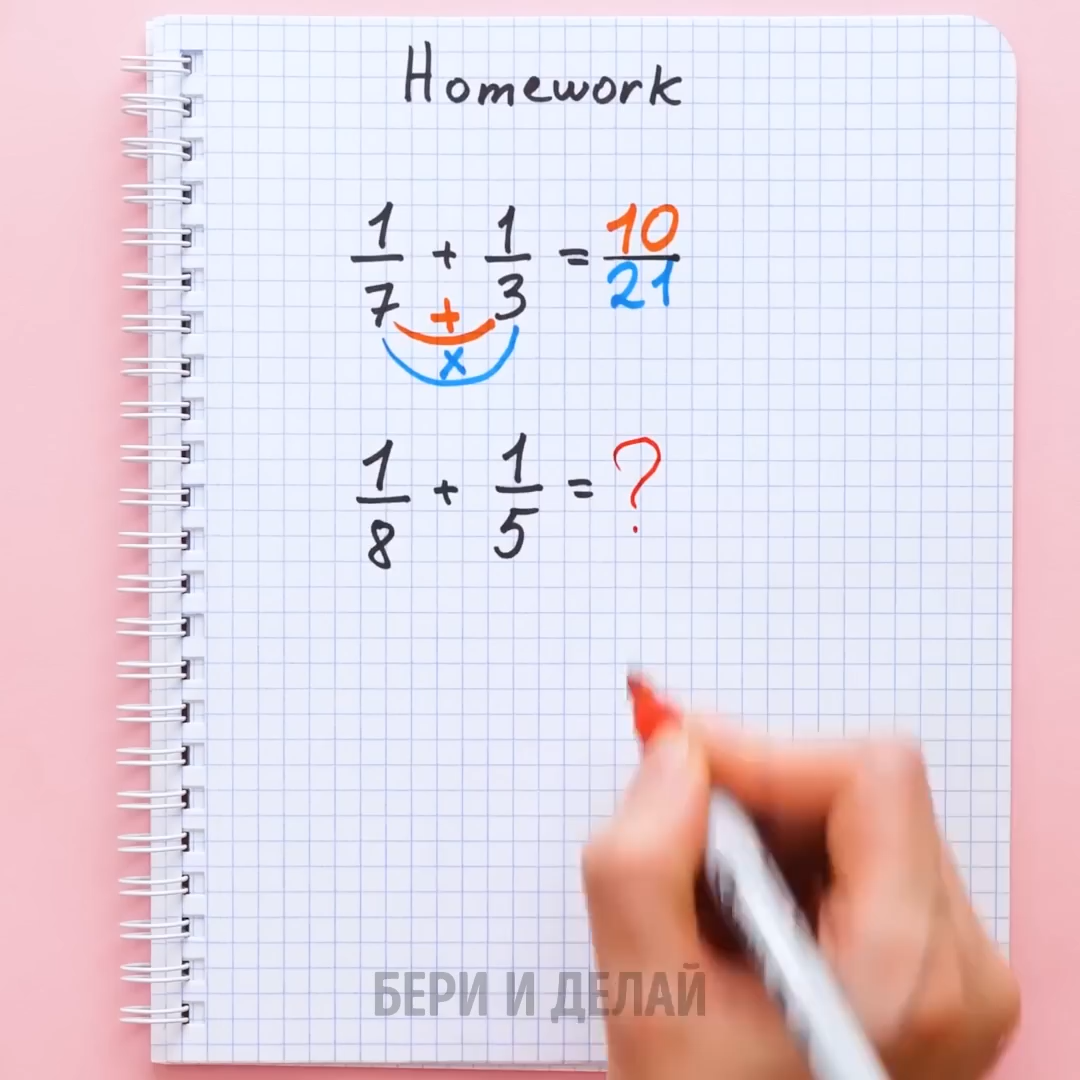 Homework
1/7 + 1/3 = 10/21
+
x
1/8 + 1/5 = ?
БЕРИ И ДЕЛАЙ